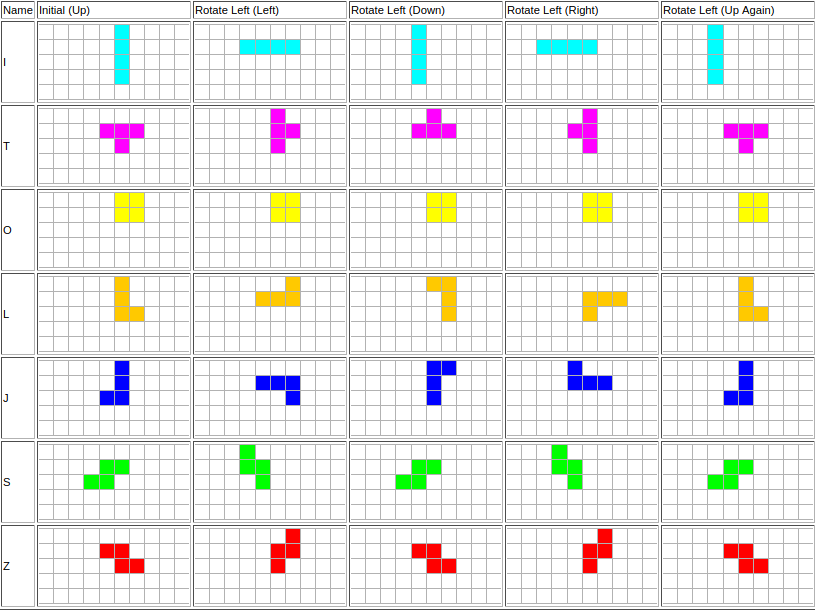 Name Initial (Up) Rotate Left (Left) Rotate Left (Down) Rotate Left (Right) Rotate Left (Up Again)
I
T
O
L
J
S
Z